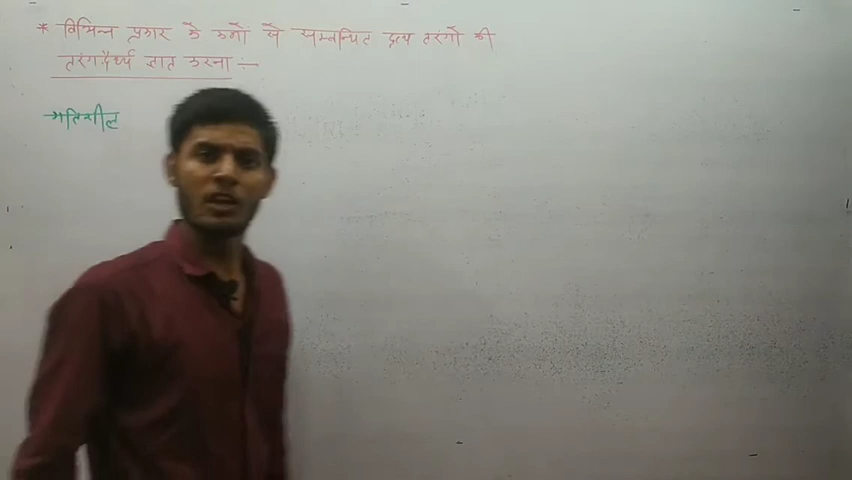 * विभिन्न प्रकार के कणों से सम्बन्धित द्रव्य तरंगो की
तरंगदैर्ध्य ज्ञात करना :-
→ गतिशील